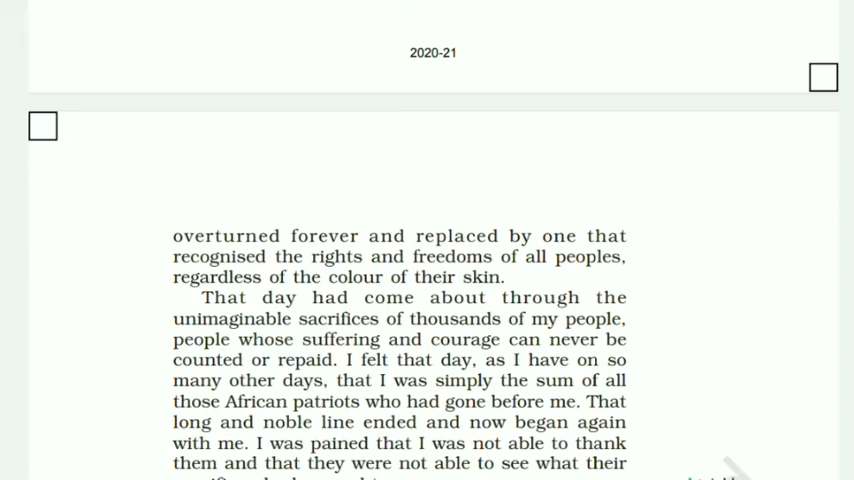 2020-21
overturned forever and replaced by one that
recognised the rights and freedoms of all peoples,
regardless of the colour of their skin.
That day had come about through the
unimaginable sacrifices of thousands of my people,
people whose suffering and courage can never be
counted or repaid. I felt that day, as I have on so
many other days, that I was simply the sum of all
those African patriots who had gone before me. That
long and noble line ended and now began again
with me. I was pained that I was not able to thank
them and that they were not able to see what their